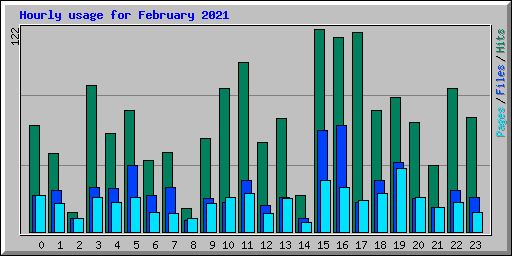 Hourly usage for February 2021
122
Pages / Files / Hits
0 1 2 3 4 5 6 7 8 9 10 11 12 13 14 15 16 17 18 19 20 21 22 23